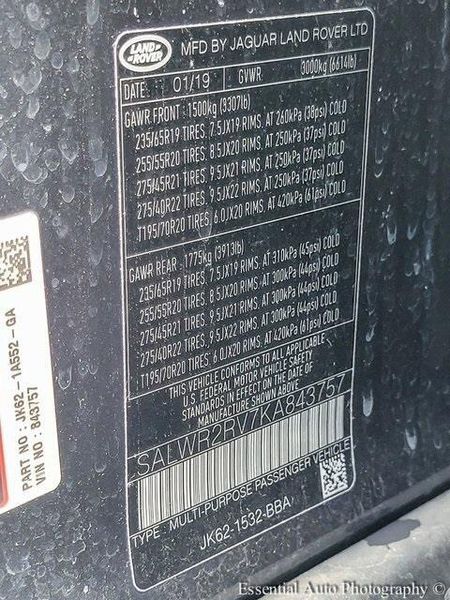 LAND ROVER MFD BY JAGUAR LAND ROVER LTD
DATE 01/19 GVWR 3000kg (6614lb)
GAWR FRONT : 1500kg (3307lb)
235/65R19 TIRES. 7.5JX19 RIMS. AT 260kPa (38psi) COLD
255/55R20 TIRES. 8.5JX20 RIMS. AT 250kPa (37psi) COLD
275/45R21 TIRES. 9.5JX21 RIMS. AT 250kPa (37psi) COLD
275/40R22 TIRES. 9.5JX22 RIMS. AT 250kPa (37psi) COLD
T195/70R20 TIRES. 6.0JX20 RIMS. AT 420kPa (61psi) COLD
GAWR REAR : 1775kg (3913lb)
235/65R19 TIRES. 7.5JX19 RIMS. AT 310kPa (45psi) COLD
255/55R20 TIRES. 8.5JX20 RIMS. AT 300kPa (44psi) COLD
275/45R21 TIRES. 9.5JX21 RIMS. AT 300kPa (44psi) COLD
275/40R22 TIRES. 9.5JX22 RIMS. AT 300kPa (44psi) COLD
T195/70R20 TIRES. 6.0JX20 RIMS. AT 420kPa (61psi) COLD
THIS VEHICLE CONFORMS TO ALL APPLICABLE
U.S. FEDERAL MOTOR VEHICLE SAFETY
STANDARDS IN EFFECT ON THE DATE OF
MANUFACTURE SHOWN ABOVE.
SALWR2RV7KA843757
TYPE : MULTI-PURPOSE PASSENGER VEHICLE
JK62-1532-BBA
PART NO : JK62-1A552-GA
VIN NO : 843757
Essential Auto Photography ©